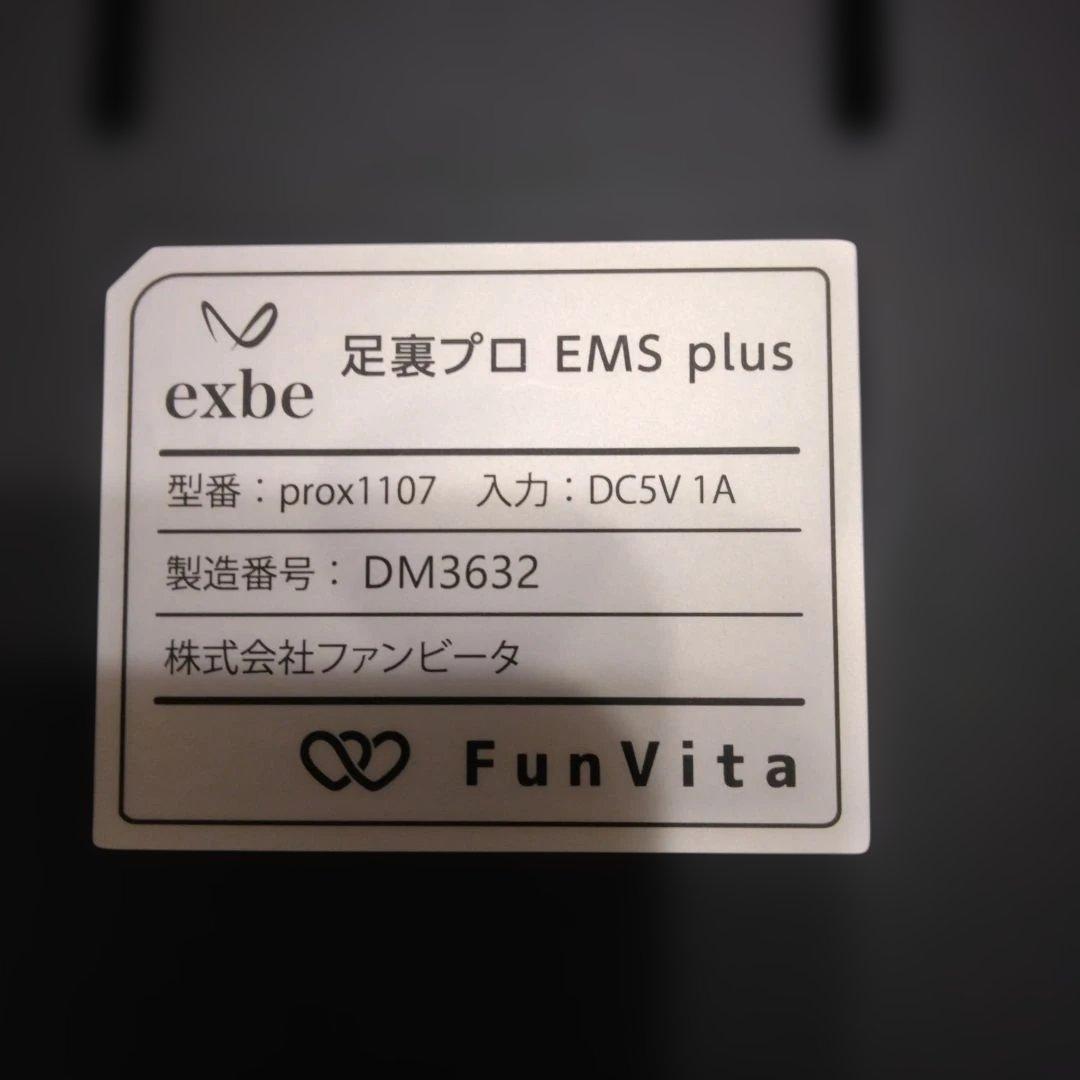 exbe
足裏プロ EMS plus
型番：prox1107　入力：DC5V 1A
製造番号： DM3632
株式会社ファンビータ
FunVita